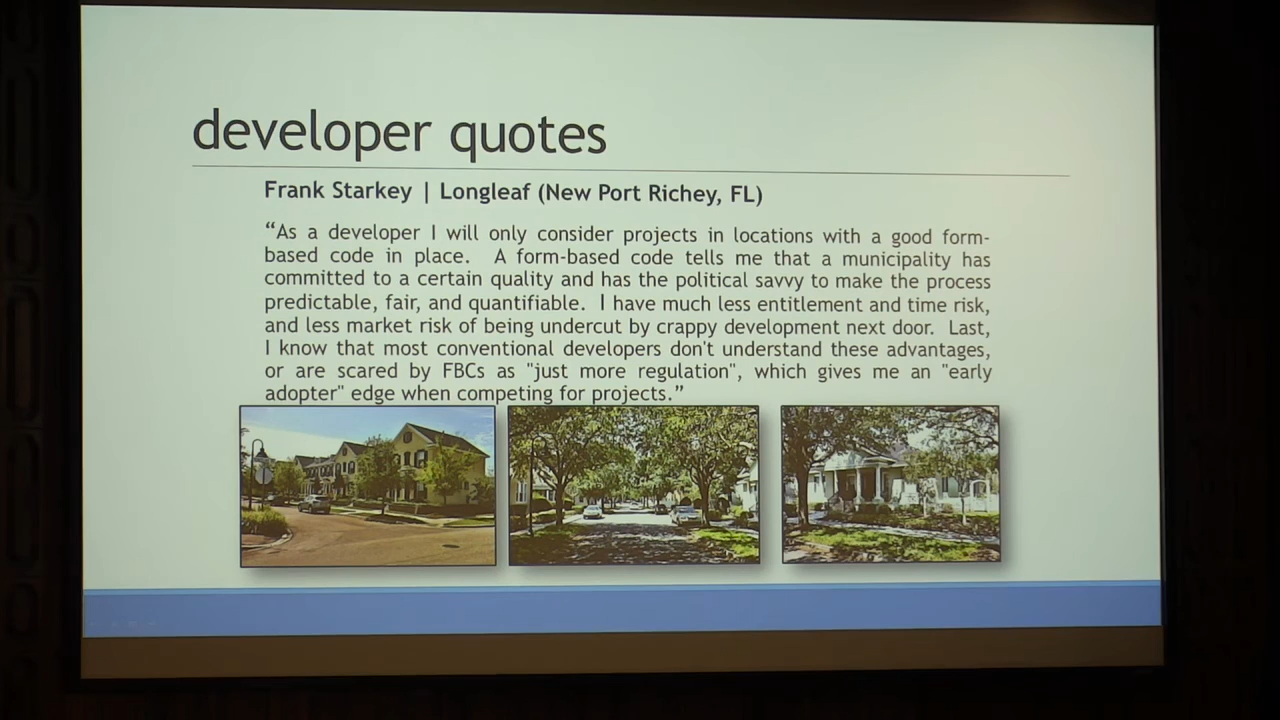 developer quotes
Frank Starkey | Longleaf (New Port Richey, FL)
“As a developer I will only consider projects in locations with a good form-
based code in place. A form-based code tells me that a municipality has
committed to a certain quality and has the political savvy to make the process
predictable, fair, and quantifiable. I have much less entitlement and time risk,
and less market risk of being undercut by crappy development next door. Last,
I know that most conventional developers don't understand these advantages,
or are scared by FBCs as "just more regulation", which gives me an "early
adopter" edge when competing for projects.”